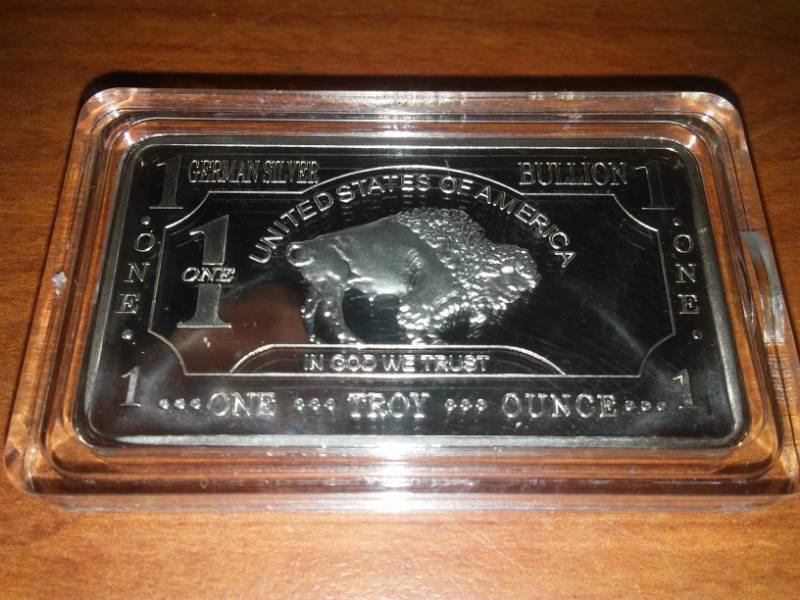 1 GERMAN SILVER BULLION 1
UNITED STATES OF AMERICA
1
ONE
• ONE •
• ONE •
IN GOD WE TRUST
1 ONE TROY OUNCE 1